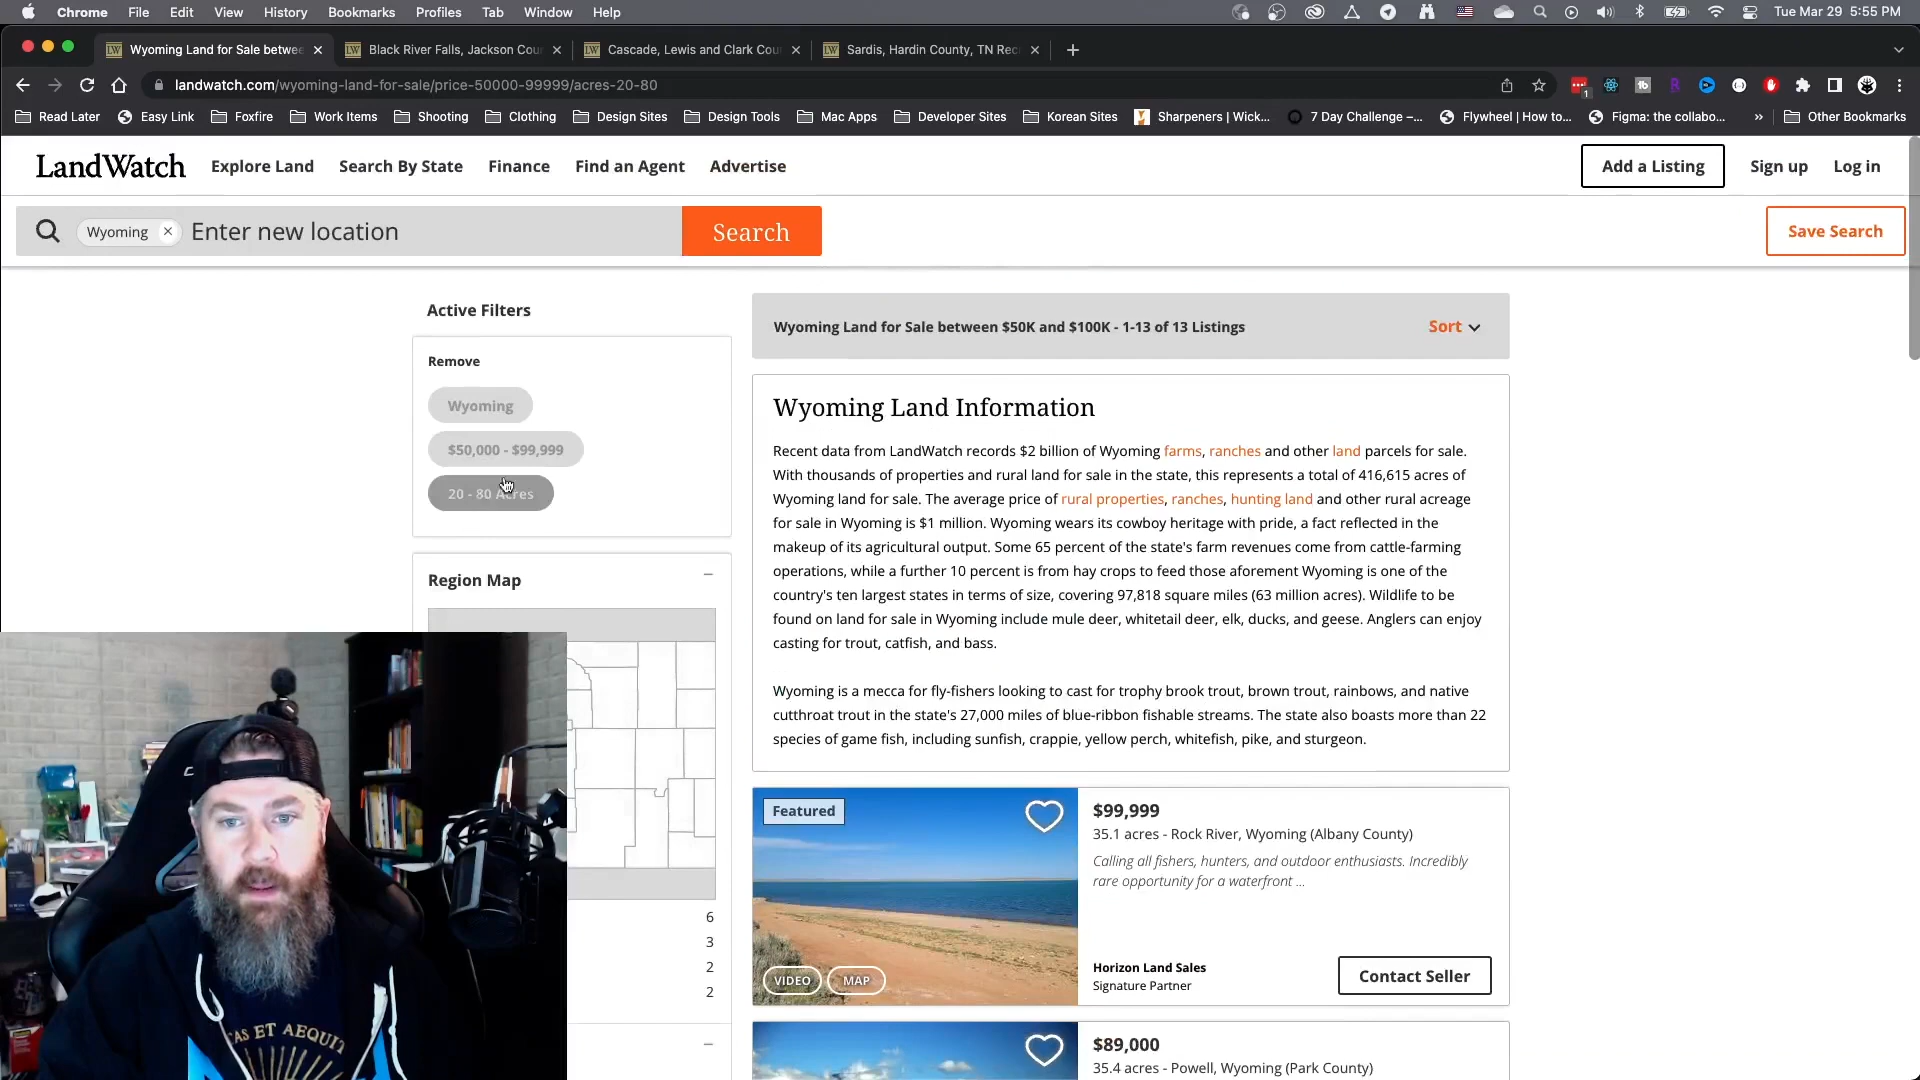 Chrome File Edit View History Bookmarks Profiles Tab Window Help Tue Mar 29 5:55 PM
Wyoming Land for Sale betwee Black River Falls, Jackson Cou Cascade, Lewis and Clark Cou Sardis, Hardin County, TN Rec
landwatch.com/wyoming-land-for-sale/price-50000-99999/acres-20-80
1
Read Later Easy Link Foxfire Work Items Shooting Clothing Design Sites Design Tools Mac Apps Developer Sites Korean Sites Sharpeners | Wick... 7 Day Challenge –... Flywheel | How to... Figma: the collabo... » Other Bookmarks
LandWatch Explore Land Search By State Finance Find an Agent Advertise Add a Listing Sign up Log in
Wyoming × Enter new location Search Save Search
Active Filters
Remove
Wyoming
$50,000 - $99,999
20 - 80 Acres
Region Map
6
3
2
2
Wyoming Land for Sale between $50K and $100K - 1-13 of 13 Listings Sort
Wyoming Land Information
Recent data from LandWatch records $2 billion of Wyoming farms, ranches and other land parcels for sale.
With thousands of properties and rural land for sale in the state, this represents a total of 416,615 acres of
Wyoming land for sale. The average price of rural properties, ranches, hunting land and other rural acreage
for sale in Wyoming is $1 million. Wyoming wears its cowboy heritage with pride, a fact reflected in the
makeup of its agricultural output. Some 65 percent of the state's farm revenues come from cattle-farming
operations, while a further 10 percent is from hay crops to feed those aforement Wyoming is one of the
country's ten largest states in terms of size, covering 97,818 square miles (63 million acres). Wildlife to be
found on land for sale in Wyoming include mule deer, whitetail deer, elk, ducks, and geese. Anglers can enjoy
casting for trout, catfish, and bass.
Wyoming is a mecca for fly-fishers looking to cast for trophy brook trout, brown trout, rainbows, and native
cutthroat trout in the state's 27,000 miles of blue-ribbon fishable streams. The state also boasts more than 22
species of game fish, including sunfish, crappie, yellow perch, whitefish, pike, and sturgeon.
Featured
VIDEO MAP
$99,999
35.1 acres - Rock River, Wyoming (Albany County)
Calling all fishers, hunters, and outdoor enthusiasts. Incredibly
rare opportunity for a waterfront ...
Horizon Land Sales
Signature Partner
Contact Seller
$89,000
35.4 acres - Powell, Wyoming (Park County)
AS ET AEQUIT